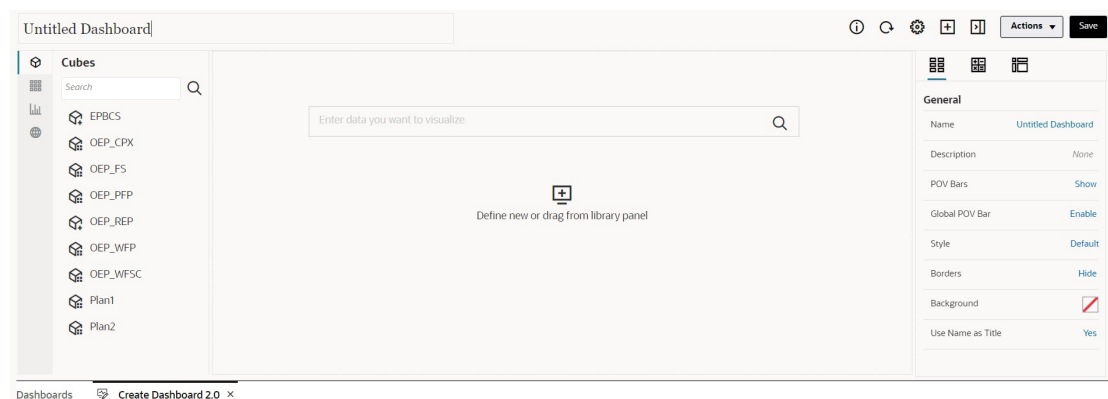 Untitled Dashboard
Actions
Save
Cubes
Search
EPBCS
OEP_CPX
OEP_FS
OEP_PFP
OEP_REP
OEP_WFP
OEP_WFSC
Plan1
Plan2
Enter data you want to visualize
Define new or drag from library panel
General
Name Untitled Dashboard
Description None
POV Bars Show
Global POV Bar Enable
Style Default
Borders Hide
Background
Use Name as Title Yes
Dashboards Create Dashboard 2.0 ×